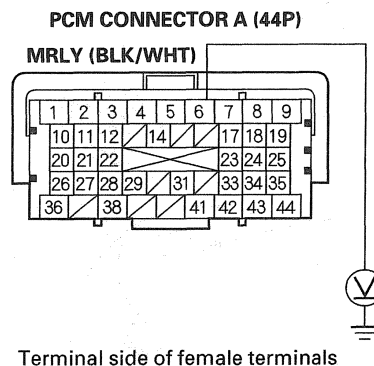 PCM CONNECTOR A (44P)
MRLY (BLK/WHT)
1 2 3 4 5 6 7 8 9
10 11 12 14 17 18 19
20 21 22 23 24 25
26 27 28 29 31 33 34 35
36 38 41 42 43 44
V
Terminal side of female terminals